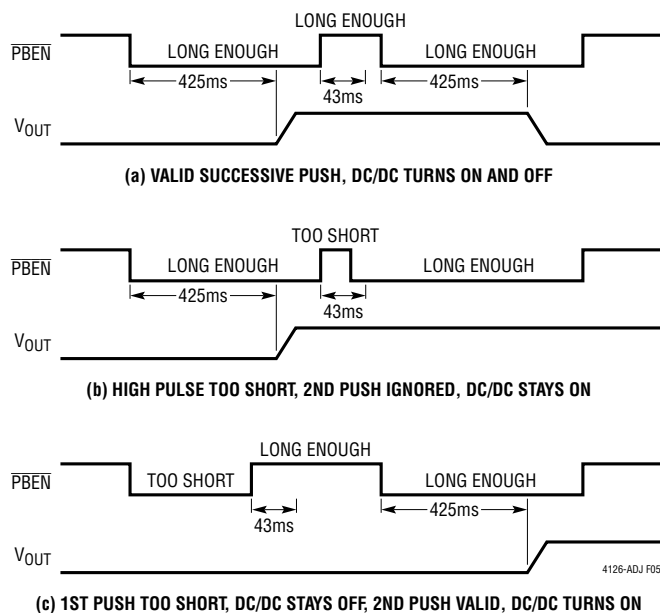 LONG ENOUGH
PBEN
LONG ENOUGH
LONG ENOUGH
425ms
43ms
425ms
VOUT
(a) VALID SUCCESSIVE PUSH, DC/DC TURNS ON AND OFF
TOO SHORT
PBEN
LONG ENOUGH
LONG ENOUGH
425ms
43ms
VOUT
(b) HIGH PULSE TOO SHORT, 2ND PUSH IGNORED, DC/DC STAYS ON
LONG ENOUGH
PBEN
TOO SHORT
LONG ENOUGH
43ms
425ms
VOUT
4126-ADJ F05
(c) 1ST PUSH TOO SHORT, DC/DC STAYS OFF, 2ND PUSH VALID, DC/DC TURNS ON